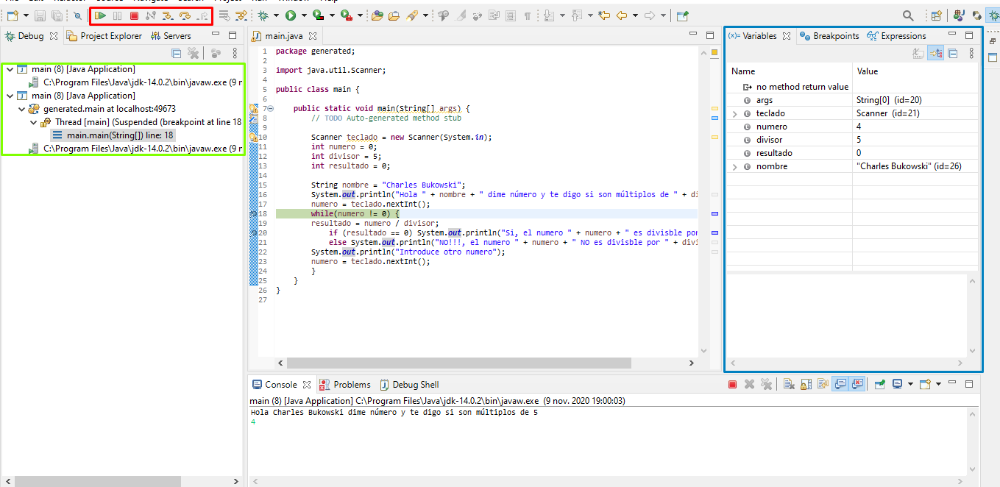 Debug
Project Explorer
Servers
main (8) [Java Application]
C:\Program Files\Java\jdk-14.0.2\bin\javaw.exe (9 n
main (8) [Java Application]
generated.main at localhost:49673
Thread [main] (Suspended (breakpoint at line 18
main.main(String[]) line: 18
C:\Program Files\Java\jdk-14.0.2\bin\javaw.exe (9 n
main.java
1 package generated;
2
3 import java.util.Scanner;
4
5 public class main {
6
7 public static void main(String[] args) {
8 // TODO Auto-generated method stub
9
10 Scanner teclado = new Scanner(System.in);
11 int numero = 0;
12 int divisor = 5;
13 int resultado = 0;
14
15 String nombre = "Charles Bukowski";
16 System.out.println("Hola " + nombre + " dime número y te digo si son múltiplos de " + di
17 numero = teclado.nextInt();
18 while(numero != 0) {
19 resultado = numero / divisor;
20 if (resultado == 0) System.out.println("Si, el numero " + numero + " es divisble por
21 else System.out.println("NO!!!, el numero " + numero + " NO es divisble por " + divi
22 System.out.println("Introduce otro numero");
23 numero = teclado.nextInt();
24 }
25 }
26 }
27
(x)= Variables
Breakpoints
Expressions
Name Value
no method return value
args String[0] (id=20)
teclado Scanner (id=21)
numero 4
divisor 5
resultado 0
nombre "Charles Bukowski" (id=26)
Console
Problems
Debug Shell
main (8) [Java Application] C:\Program Files\Java\jdk-14.0.2\bin\javaw.exe (9 nov. 2020 19:00:03)
Hola Charles Bukowski dime número y te digo si son múltiplos de 5
4